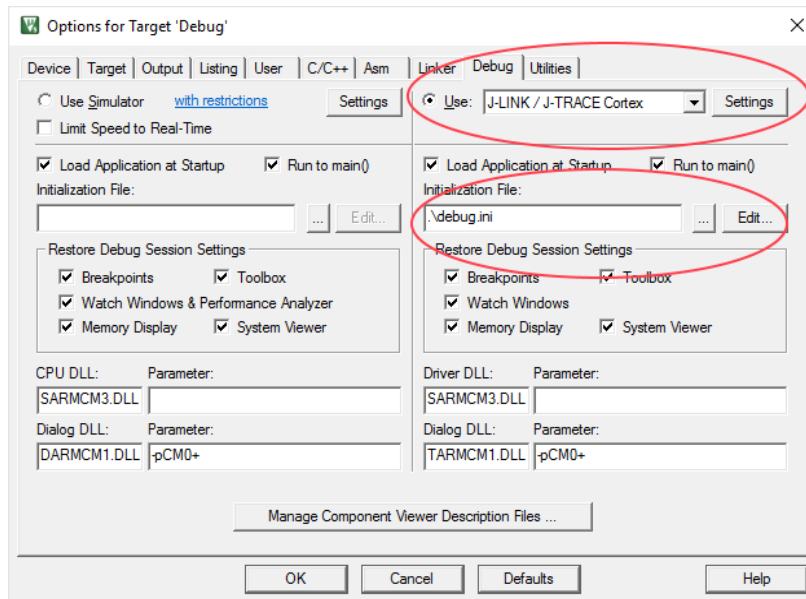 Options for Target 'Debug'
Device Target Output Listing User C/C++ Asm Linker Debug Utilities
Use Simulator with restrictions Settings
Limit Speed to Real-Time
Load Application at Startup Run to main()
Initialization File:
... Edit...
Restore Debug Session Settings
Breakpoints Toolbox
Watch Windows & Performance Analyzer
Memory Display System Viewer
CPU DLL: Parameter:
SARMCM3.DLL
Dialog DLL: Parameter:
DARMCM1.DLL -pCM0+
Use: J-LINK / J-TRACE Cortex Settings
Load Application at Startup Run to main()
Initialization File:
.\debug.ini ... Edit...
Restore Debug Session Settings
Breakpoints Toolbox
Watch Windows
Memory Display System Viewer
Driver DLL: Parameter:
SARMCM3.DLL
Dialog DLL: Parameter:
TARMCM1.DLL -pCM0+
Manage Component Viewer Description Files ...
OK Cancel Defaults Help